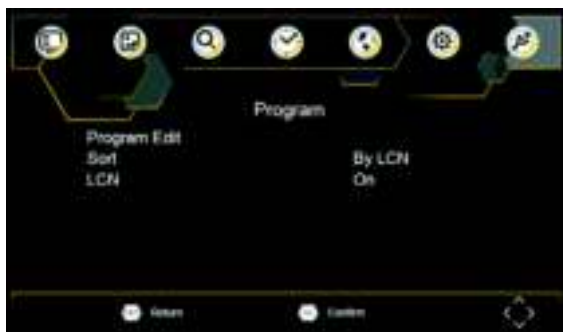 Program
Program Edit
Sort By LCN
LCN On
Return Confirm